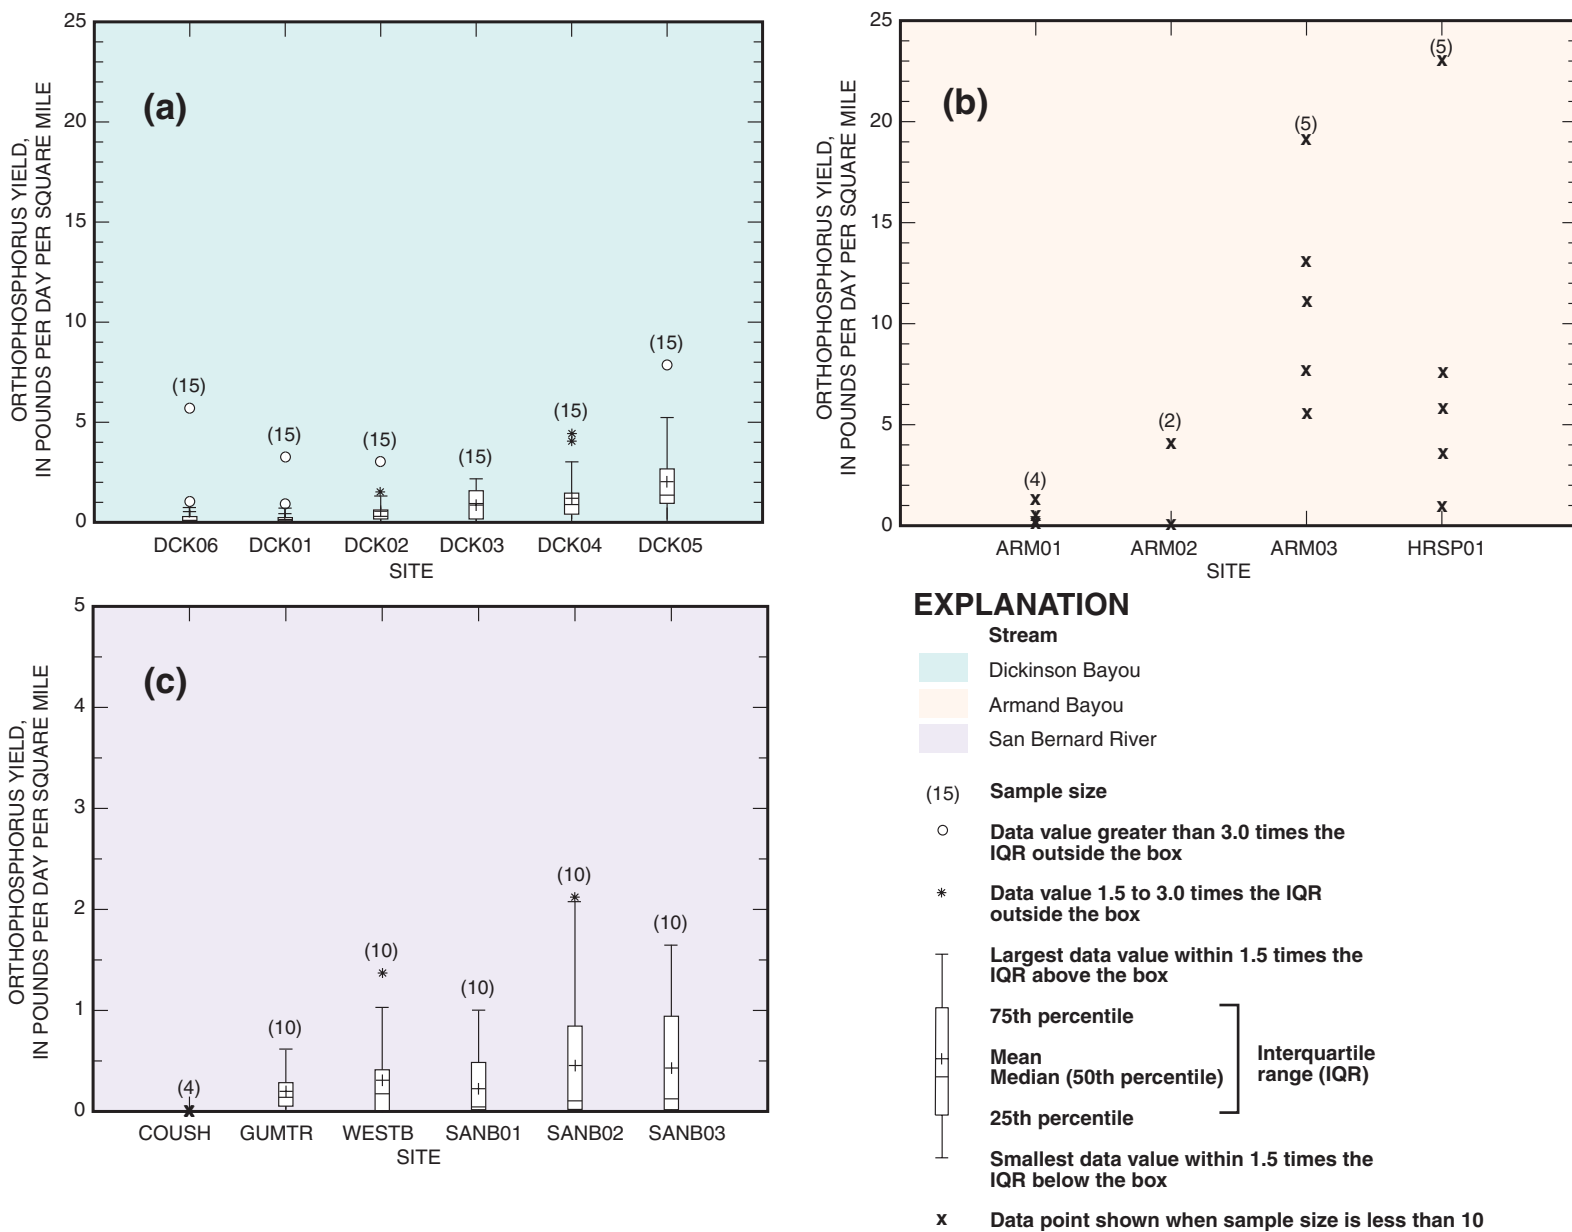 25
20
15
10
5
0
ORTHOPHOSPHORUS YIELD,
IN POUNDS PER DAY PER SQUARE MILE
(a)
(15)
(15)
(15)
(15)
(15)
(15)
DCK06 DCK01 DCK02 DCK03 DCK04 DCK05
SITE
25
20
15
10
5
0
ORTHOPHOSPHORUS YIELD,
IN POUNDS PER DAY PER SQUARE MILE
(b)
(4)
(2)
(5)
(5)
ARM01 ARM02 ARM03 HRSP01
SITE
5
4
3
2
1
0
ORTHOPHOSPHORUS YIELD,
IN POUNDS PER DAY PER SQUARE MILE
(c)
(4)
(10)
(10)
(10)
(10)
(10)
COUSH GUMTR WESTB SANB01 SANB02 SANB03
SITE
EXPLANATION
Stream
Dickinson Bayou
Armand Bayou
San Bernard River
(15) Sample size
Data value greater than 3.0 times the
IQR outside the box
Data value 1.5 to 3.0 times the IQR
outside the box
Largest data value within 1.5 times the
IQR above the box
75th percentile
Mean
Median (50th percentile)
25th percentile
Interquartile
range (IQR)
Smallest data value within 1.5 times the
IQR below the box
x Data point shown when sample size is less than 10